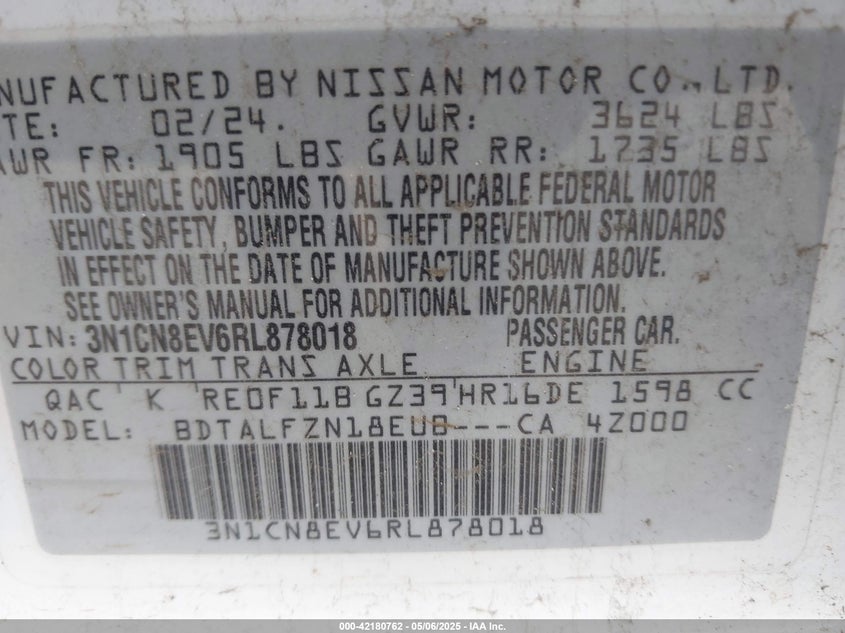 NUFACTURED BY NISSAN MOTOR CO.,LTD.
TE: 02/24. GVWR: 3624 LBS
AWR FR: 1905 LBS GAWR RR: 1735 LBS
THIS VEHICLE CONFORMS TO ALL APPLICABLE FEDERAL MOTOR
VEHICLE SAFETY, BUMPER AND THEFT PREVENTION STANDARDS
IN EFFECT ON THE DATE OF MANUFACTURE SHOWN ABOVE.
SEE OWNER'S MANUAL FOR ADDITIONAL INFORMATION.
VIN: 3N1CN8EV6RL878018 PASSENGER CAR.
COLOR TRIM TRANS AXLE ENGINE
QAC K RE0F11B GZ39 HR16DE 1598 CC
MODEL: BDTALFZN18EUB---CA 4Z000
3N1CN8EV6RL878018
000-42180762 - 05/06/2025 - IAA Inc.